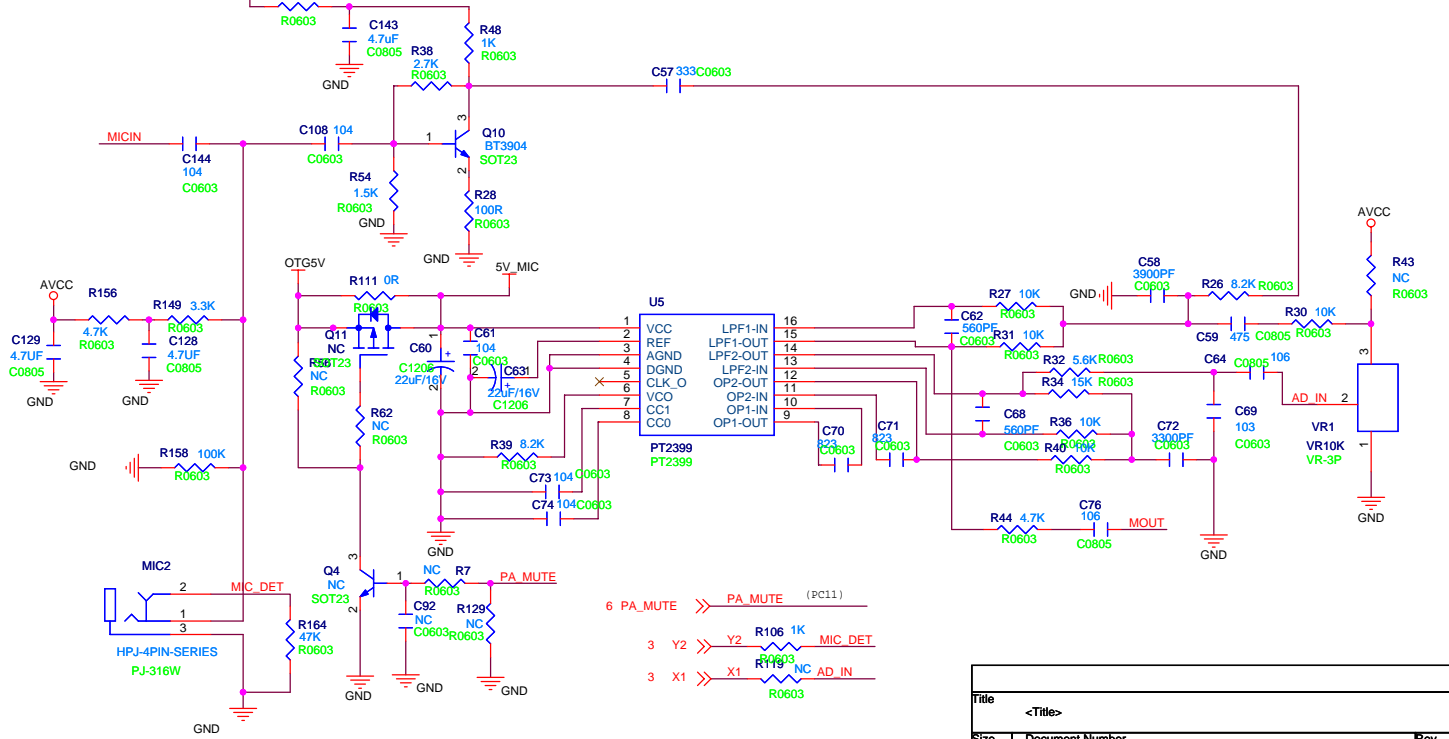 R0603
C143
4.7uF
C0805
GND
R48
1K
R0603
R38
2.7K
R0603
C57 333 C0603
MICIN
C144
104
C0603
C108 104
C0603
1
3
2
Q10
BT3904
SOT23
R54
1.5K
R0603
GND
R28
100R
R0603
GND
AVCC
R156
4.7K
R0603
R149 3.3K
R0603
C129
4.7UF
C0805
GND
C128
4.7UF
C0805
GND
OTG5V
R111 0R
R0603
5V_MIC
Q11
NC
SOT23
NC
R0603
R62
NC
R0603
C60
1
2
C1206
22uF/16V
C61
104
C0603
C63
1
2
22uF/16V
C1206
U5
1 VCC LPF1-IN 16
2 REF LPF1-OUT 15
3 AGND LPF2-OUT 14
4 DGND LPF2-IN 13
5 CLK_O OP2-OUT 12
6 VCO OP2-IN 11
7 CC1 OP1-IN 10
8 CC0 OP1-OUT 9
PT2399
PT2399
R39 8.2K
R0603
C73 104 C0603
C74 104 C0603
GND
C70
823
C0603
C71
823
C0603
C62
560PF
C0603
R27 10K
R0603
R31 10K
R0603
GND
C58
3900PF
C0603
R26 8.2K R0603
C59 475 C0805
R30 10K
R0603
AVCC
R43
NC
R0603
R32 5.6K R0603
R34 15K R0603
C64
C0805 106
C68
560PF
C0603
R36 10K
R0603
R40 10K
R0603
C72
3300PF
C0603
C69
103
C0603
AD_IN
3
2
1
VR1
VR10K
VR-3P
GND
R44 4.7K
R0603
C76
106
C0805
MOUT
GND
GND
R158 100K
R0603
MIC2
2 MIC_DET
1
3
HPJ-4PIN-SERIES
PJ-316W
R164
47K
R0603
GND
Q4
NC
SOT23
3
1
2
GND
NC R7
R0603
PA_MUTE
C92
NC
C0603
GND
R129
NC
R0603
GND
6 PA_MUTE PA_MUTE (PC11)
3 Y2 Y2 R106 1K MIC_DET
R0603
3 X1 X1 R119 NC AD_IN
R0603
Title
<Title>
Size Document Number Rev